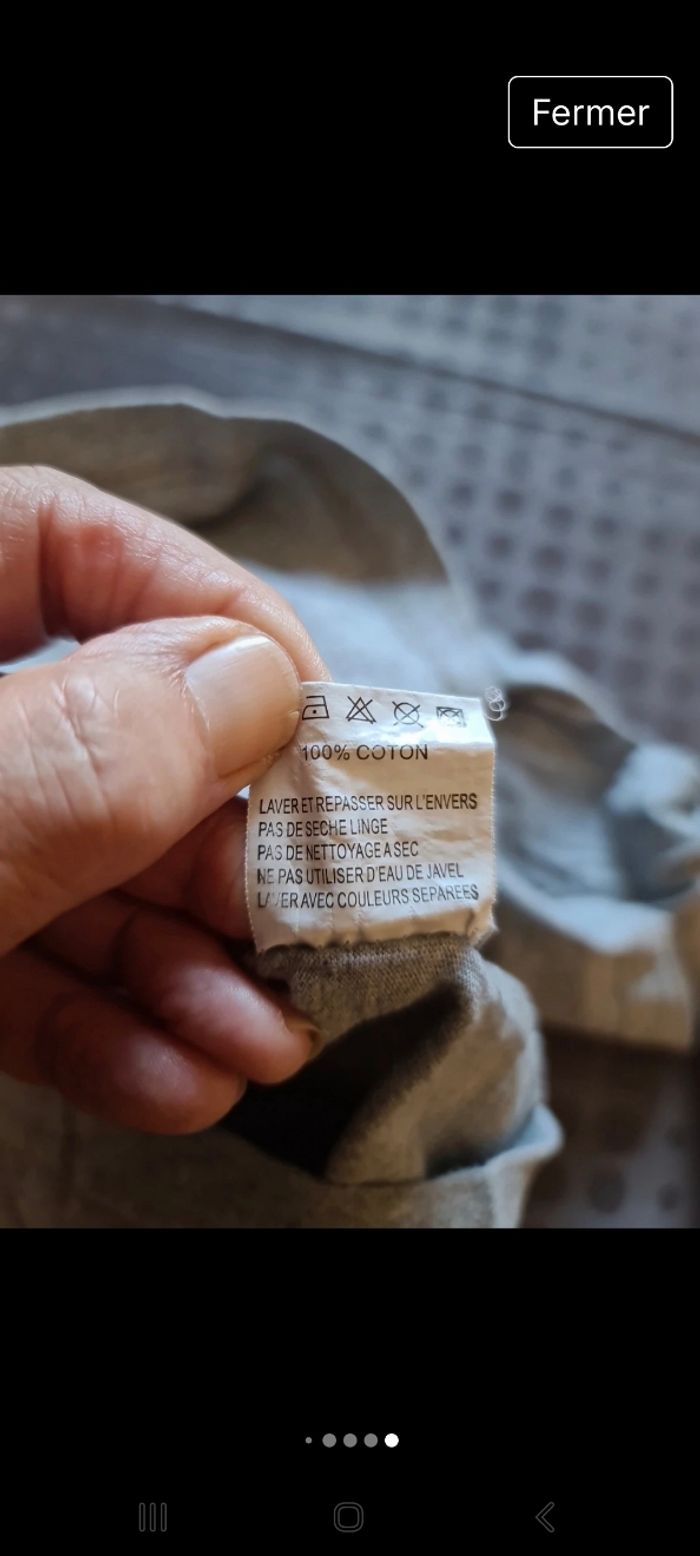 Fermer
100% COTON
LAVER ET REPASSER SUR L'ENVERS
PAS DE SECHE LINGE
PAS DE NETTOYAGE A SEC
NE PAS UTILISER D'EAU DE JAVEL
LAVER AVEC COULEURS SEPAREES